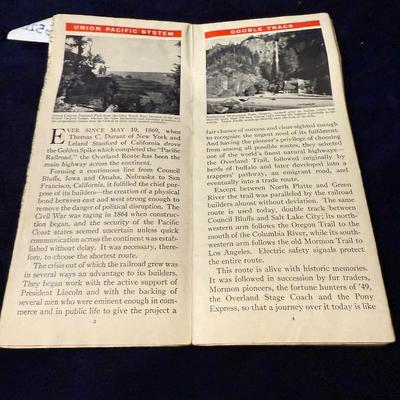 UNION PACIFIC SYSTEM
EVER SINCE MAY 10, 1869, when
Thomas C. Durant of New York and
Leland Stanford of California drove
the Golden Spike which completed the "Pacific
Railroad," the Overland Route has been the
main highway across the continent.
Forming a continuous line from Council
Bluffs, Iowa and Omaha, Nebraska to San
Francisco, California, it fulfilled the chief pur-
pose of its builders—the creation of a physical
bond between east and west strong enough to
remove the danger of political disruption. The
Civil War was raging in 1864 when construc-
tion began, and the security of the Pacific
Coast states seemed uncertain unless quick
communication across the continent was estab-
lished without delay. It was necessary, there-
fore, to choose the shortest route.
The crisis out of which the railroad grew was
in several ways an advantage to its builders.
They began work with the active support of
President Lincoln and with the backing of
several men who were eminent enough in com-
merce and in public life to give the project a
DOUBLE TRACK
fair chance of success and clear-sighted enough
to recognize the urgent need of its fulfilment.
And having the pioneer's privilege of choosing
from among all possible routes, they selected
one of the world's finest natural highways—
the Overland Trail, followed originally by
herds of buffalo and later developed into a
trappers' pathway, an emigrant road, and
eventually into a trade route.
Except between North Platte and Green
River the trail was paralleled by the railroad
builders almost without deviation. The same
route is used today, double track between
Council Bluffs and Salt Lake City; its north-
western arm follows the Oregon Trail to the
mouth of the Columbia River, while its south-
western follows the old Mormon Trail to
Los Angeles. Electric safety signals protect
the entire route.
This route is alive with historic memories.
It was followed in succession by fur traders,
Mormon pioneers, the fortune hunters of '49,
the Overland Stage Coach and the Pony
Express, so that a journey over it today is like